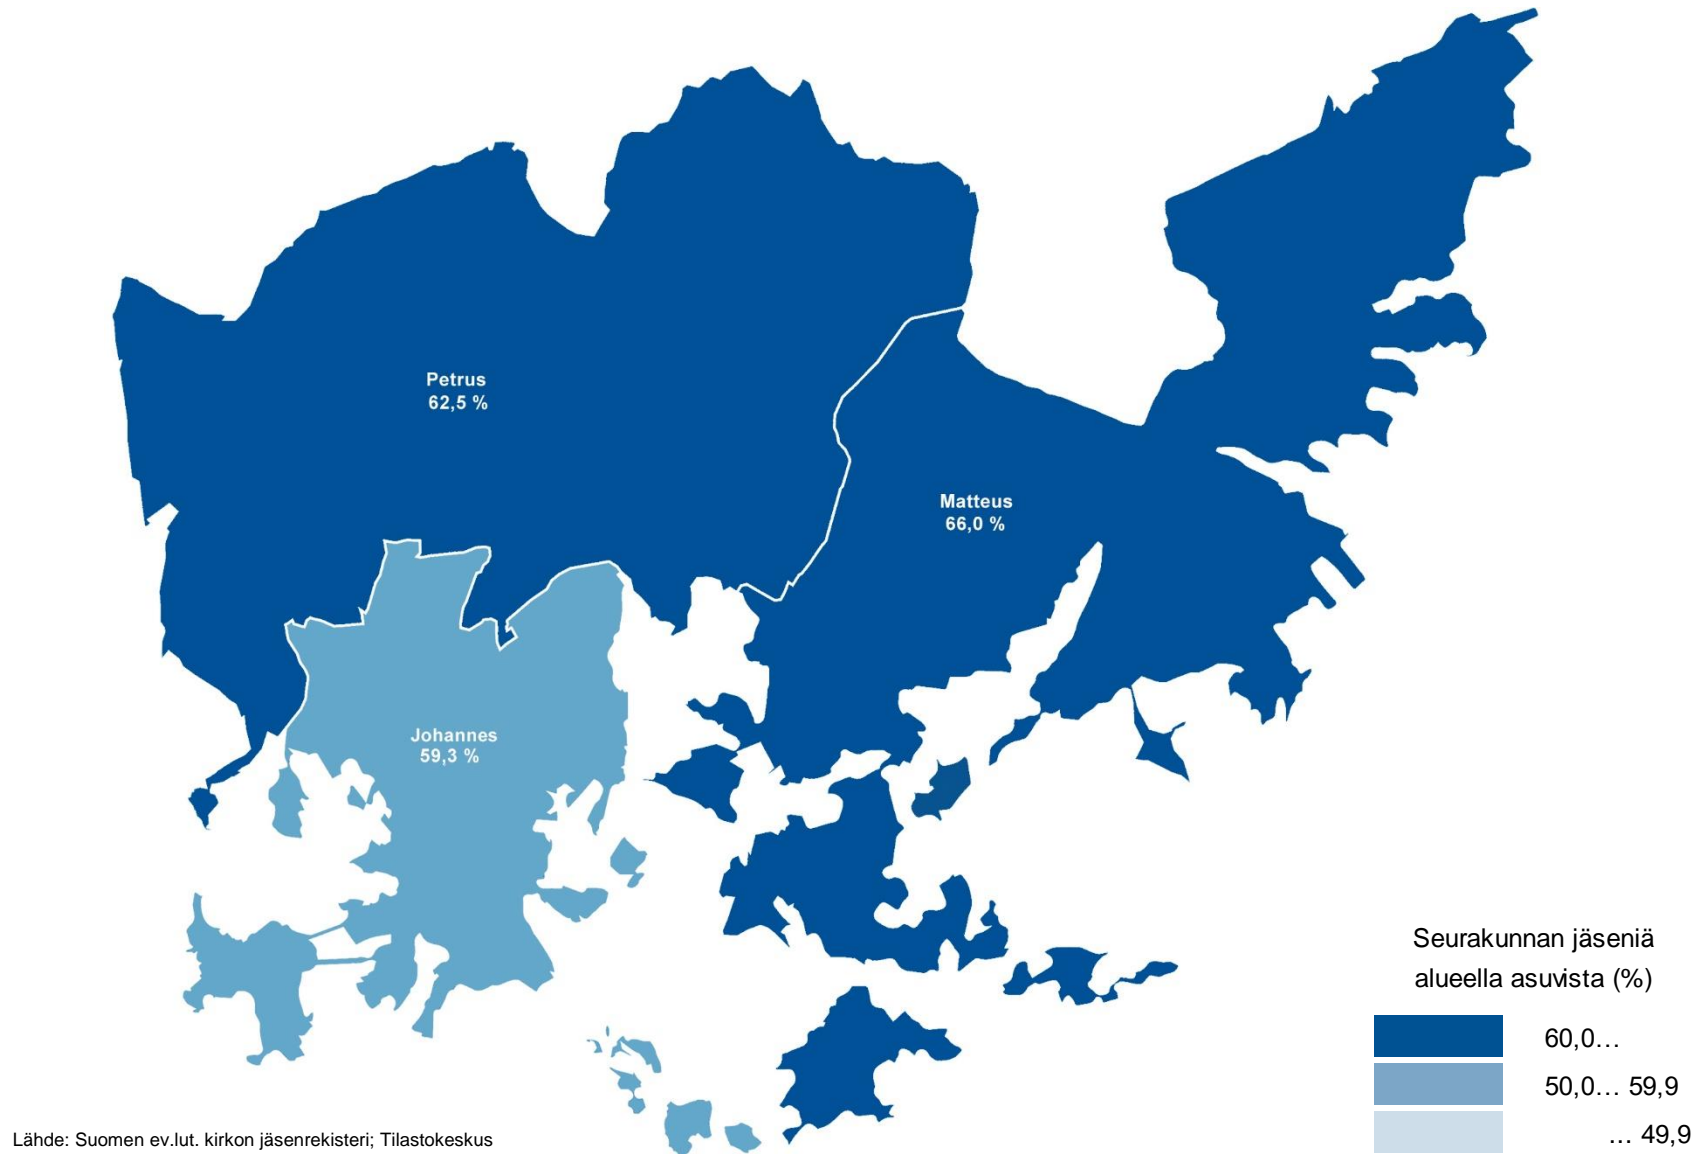 Petrus
62,5 %
Matteus
66,0 %
Johannes
59,3 %
Seurakunnan jäseniä
alueella asuvista (%)
60,0…
50,0… 59,9
… 49,9
Lähde: Suomen ev.lut. kirkon jäsenrekisteri; Tilastokeskus